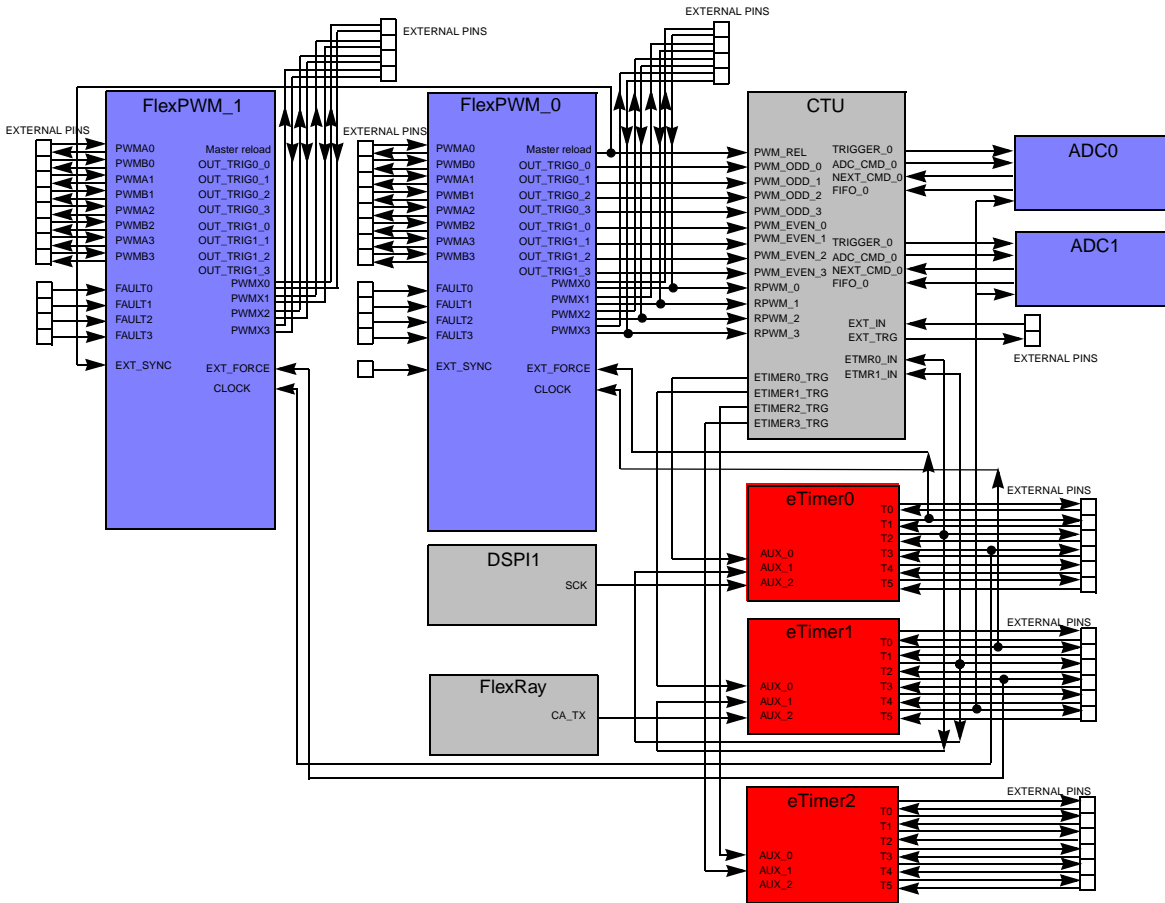 EXTERNAL PINS
EXTERNAL PINS
FlexPWM_1
EXTERNAL PINS
PWMA0
PWMB0
PWMA1
PWMB1
PWMA2
PWMB2
PWMA3
PWMB3
FAULT0
FAULT1
FAULT2
FAULT3
EXT_SYNC
Master reload
OUT_TRIG0_0
OUT_TRIG0_1
OUT_TRIG0_2
OUT_TRIG0_3
OUT_TRIG1_0
OUT_TRIG1_1
OUT_TRIG1_2
OUT_TRIG1_3
PWMX0
PWMX1
PWMX2
PWMX3
EXT_FORCE
CLOCK
FlexPWM_0
EXTERNAL PINS
PWMA0
PWMB0
PWMA1
PWMB1
PWMA2
PWMB2
PWMA3
PWMB3
FAULT0
FAULT1
FAULT2
FAULT3
EXT_SYNC
Master reload
OUT_TRIG0_0
OUT_TRIG0_1
OUT_TRIG0_2
OUT_TRIG0_3
OUT_TRIG1_0
OUT_TRIG1_1
OUT_TRIG1_2
OUT_TRIG1_3
PWMX0
PWMX1
PWMX2
PWMX3
EXT_FORCE
CLOCK
CTU
PWM_REL
PWM_ODD_0
PWM_ODD_1
PWM_ODD_2
PWM_ODD_3
PWM_EVEN_0
PWM_EVEN_1
PWM_EVEN_2
PWM_EVEN_3
RPWM_0
RPWM_1
RPWM_2
RPWM_3
ETIMER0_TRG
ETIMER1_TRG
ETIMER2_TRG
ETIMER3_TRG
TRIGGER_0
ADC_CMD_0
NEXT_CMD_0
FIFO_0
TRIGGER_0
ADC_CMD_0
NEXT_CMD_0
FIFO_0
EXT_IN
EXT_TRG
ETMR0_IN
ETMR1_IN
ADC0
ADC1
EXTERNAL PINS
DSPI1
SCK
FlexRay
CA_TX
eTimer0
AUX_0
AUX_1
AUX_2
T0
T1
T2
T3
T4
T5
EXTERNAL PINS
eTimer1
AUX_0
AUX_1
AUX_2
T0
T1
T2
T3
T4
T5
EXTERNAL PINS
eTimer2
AUX_0
AUX_1
AUX_2
T0
T1
T2
T3
T4
T5
EXTERNAL PINS